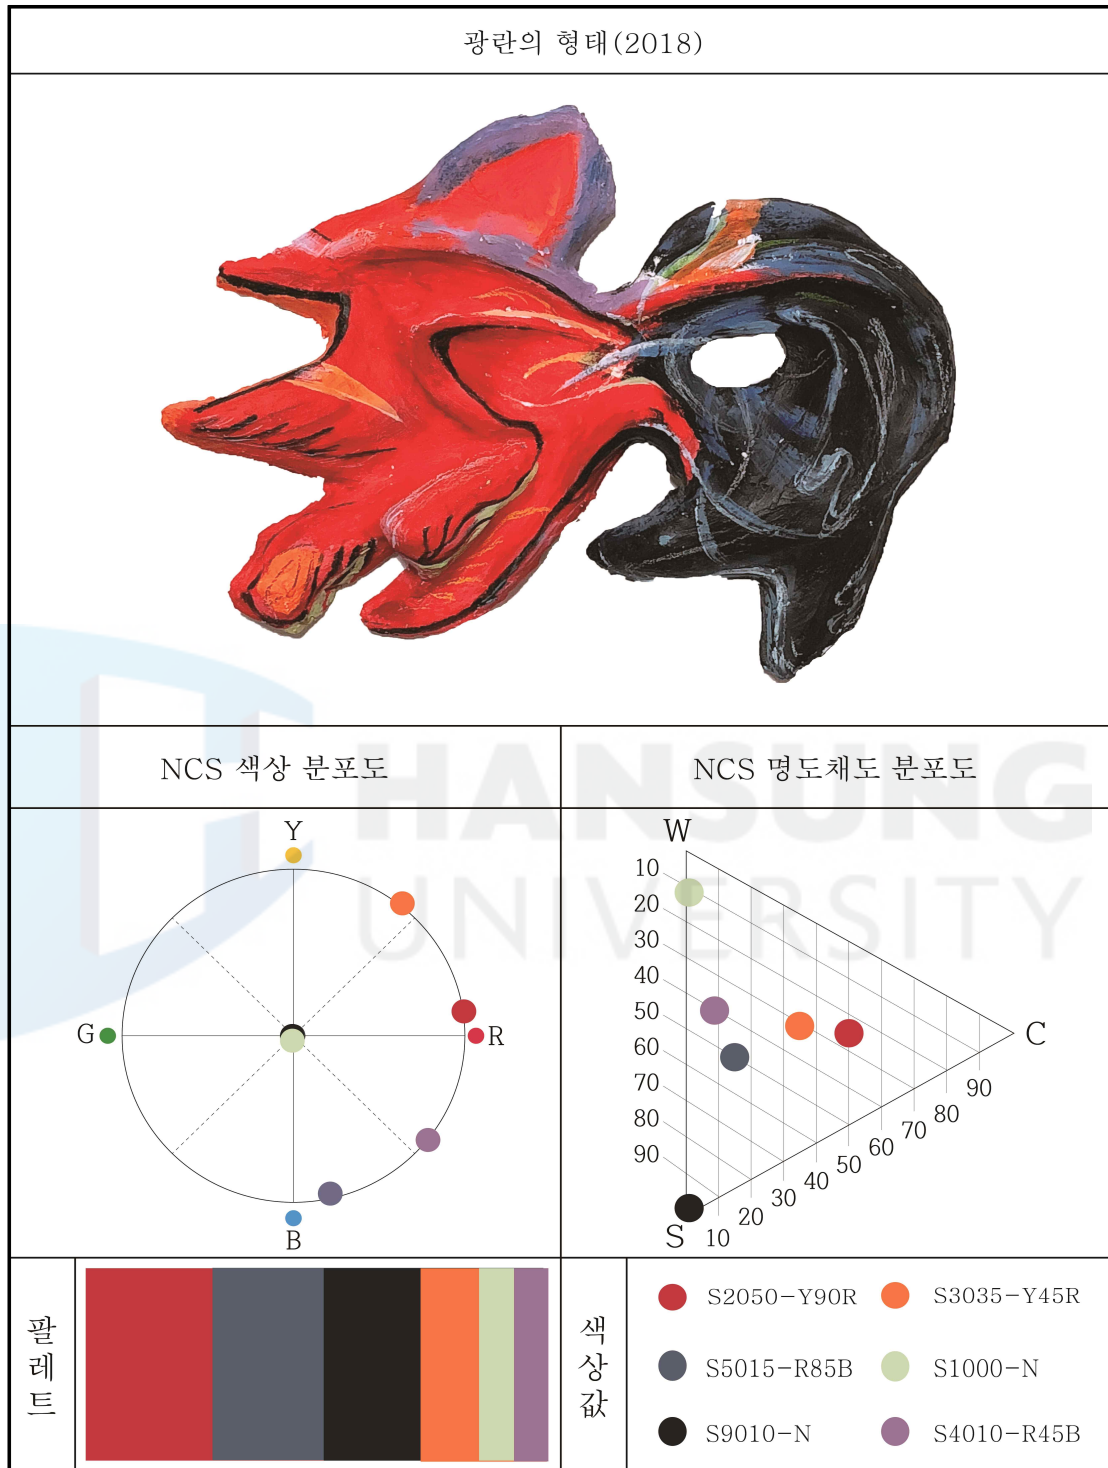 광란의 형태(2018)
NCS 색상 분포도
NCS 명도채도 분포도
HANSUNG
UNIVERSITY
Y
G
R
B
W
10
20
30
40
50
60
70
80
90
S
C
10
20
30
40
50
60
70
80
90
팔레트
색상값
S2050-Y90R
S3035-Y45R
S5015-R85B
S1000-N
S9010-N
S4010-R45B